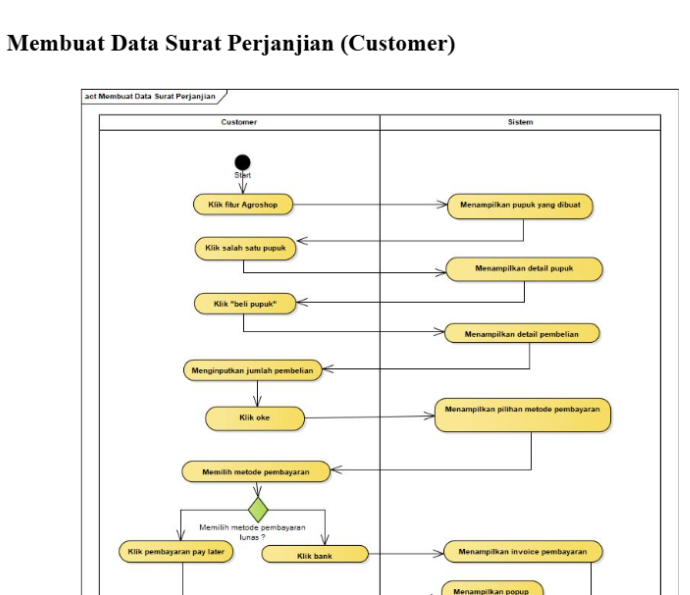 Membuat Data Surat Perjanjian (Customer)
act Membuat Data Surat Perjanjian
Customer
Sistem
Start
Klik fitur Agroshop
Menampilkan pupuk yang dibuat
Klik salah satu pupuk
Menampilkan detail pupuk
Klik "beli pupuk"
Menampilkan detail pembelian
Menginputkan jumlah pembelian
Klik oke
Menampilkan pilihan metode pembayaran
Memilih metode pembayaran
Memilih metode pembayaran
lunas ?
Klik pembayaran pay later
Klik bank
Menampilkan invoice pembayaran
Menampilkan popup